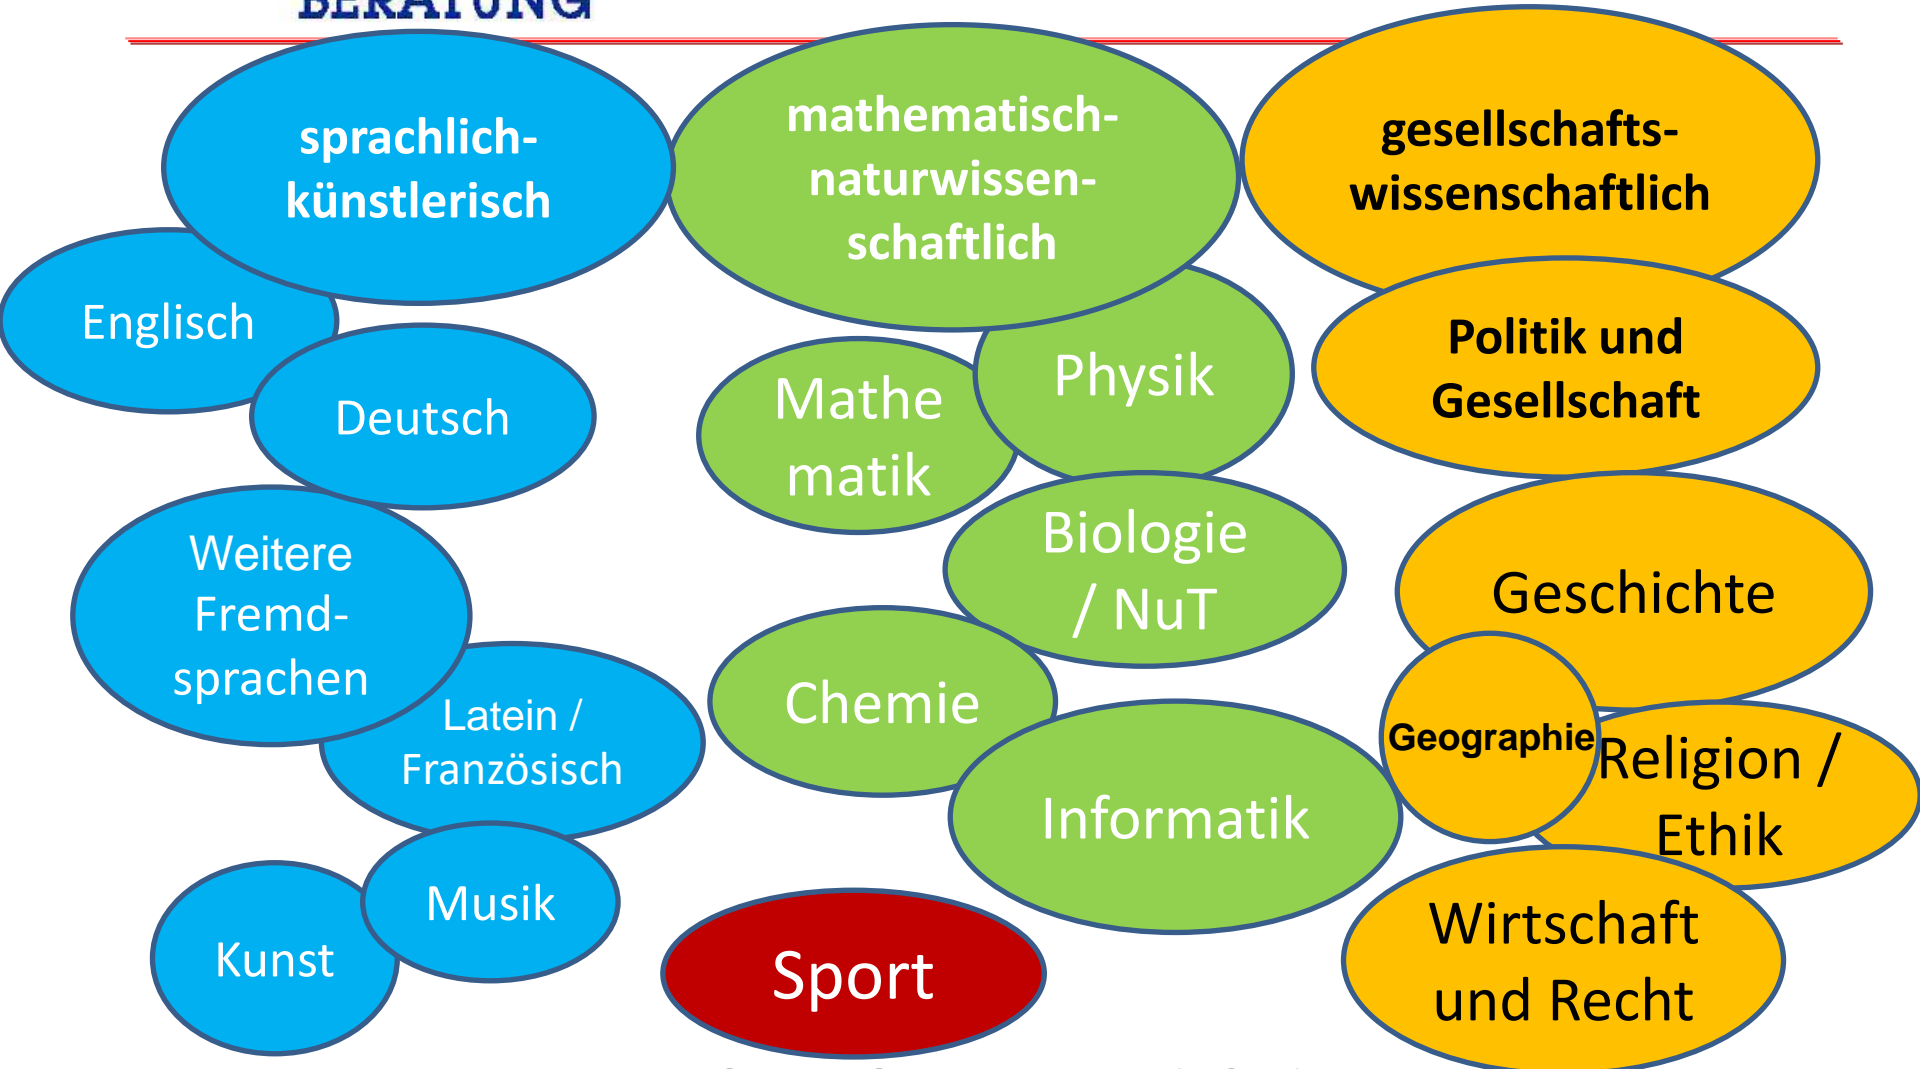 BERATUNG
sprachlich-
künstlerisch
Englisch
Deutsch
Weitere
Fremd-
sprachen
Latein /
Französisch
Musik
Kunst
mathematisch-
naturwissen-
schaftlich
Physik
Mathe
matik
Biologie
/ NuT
Chemie
Informatik
Sport
gesellschafts-
wissenschaftlich
Politik und
Gesellschaft
Geschichte
Geographie
Religion /
Ethik
Wirtschaft
und Recht